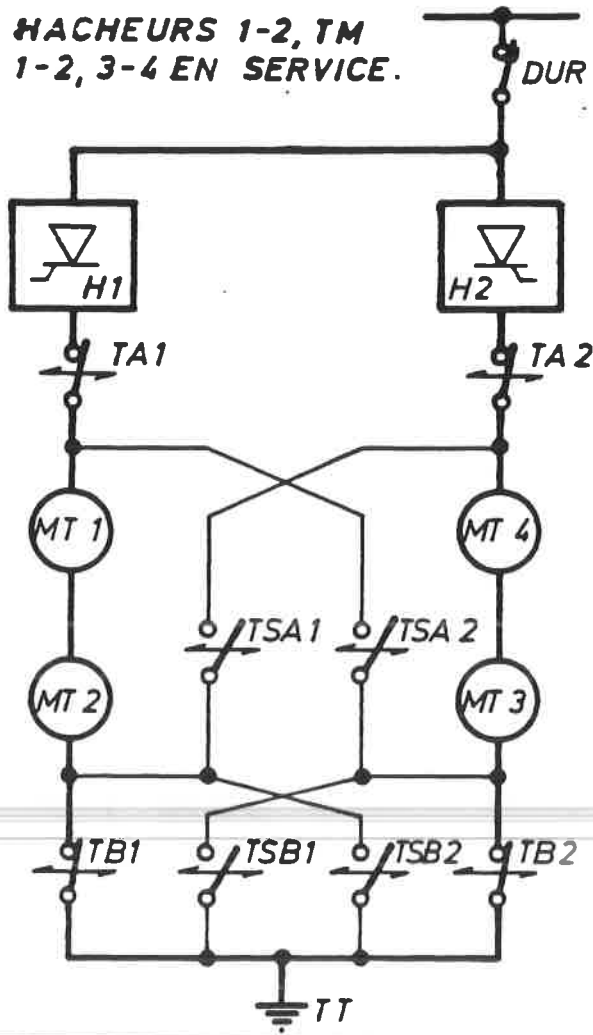 HACHEURS 1-2, TM
1-2, 3-4 EN SERVICE.
DUR
H1
H2
TA1
TA2
MT 1
MT 4
TSA1
TSA2
MT 2
MT 3
TB1
TSB1
TSB2
TB2
TT